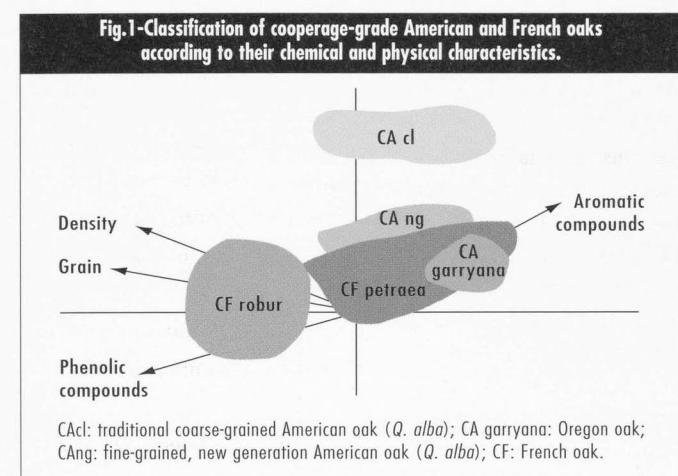 Fig.1-Classification of cooperage-grade American and French oaks
according to their chemical and physical characteristics.
CA cl
Aromatic
compounds
CA ng
Density
CA
garryana
Grain
CF petraea
CF robur
Phenolic
compounds
CAcl: traditional coarse-grained American oak (Q. alba); CA garryana: Oregon oak;
CAng: fine-grained, new generation American oak (Q. alba); CF: French oak.